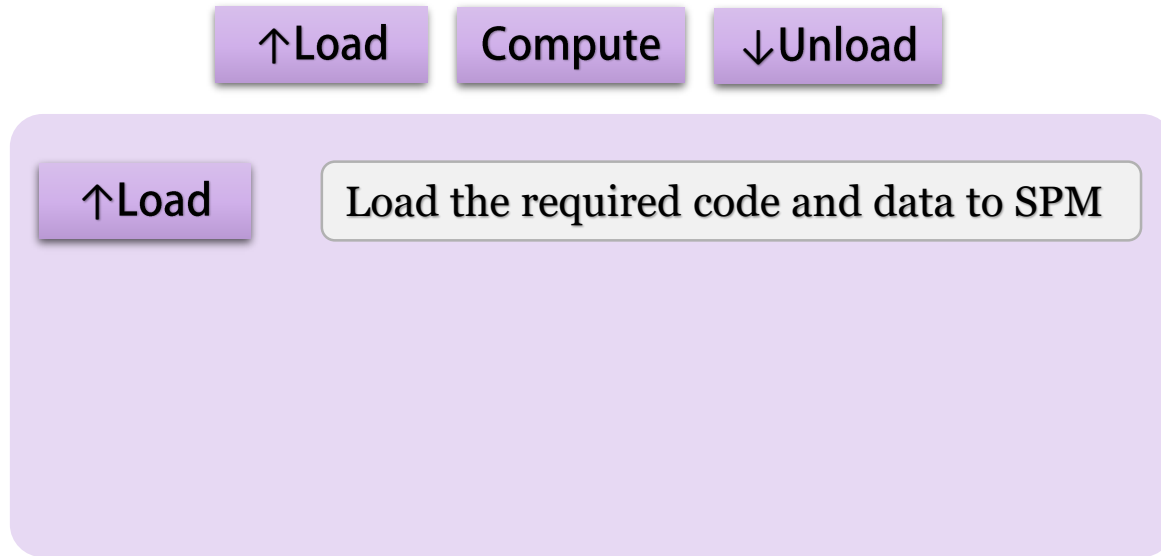 ↑Load Compute ↓Unload
↑Load Load the required code and data to SPM